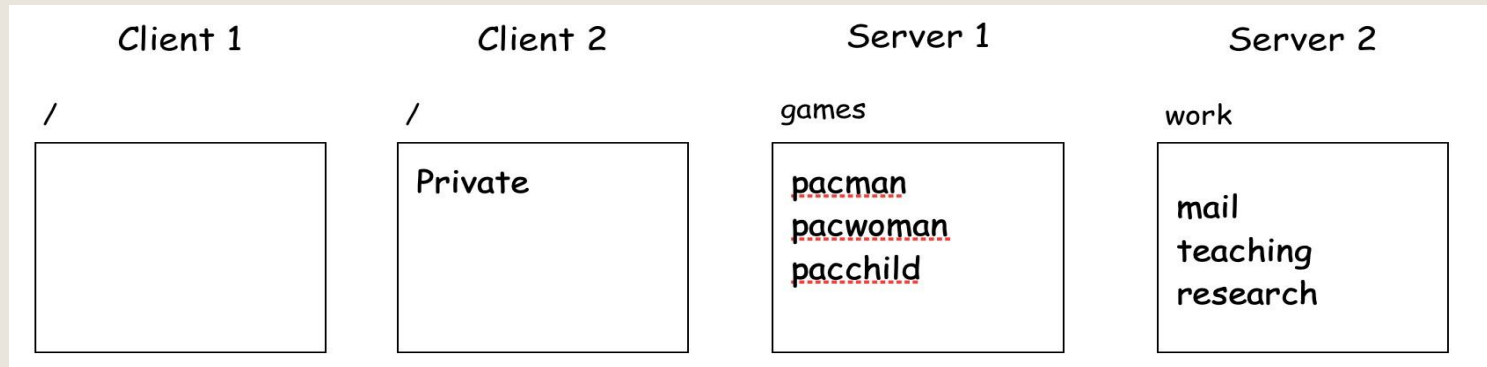 Client 1
/
Client 2
/
Private
Server 1
games
pacman
pacwoman
pacchild
Server 2
work
mail
teaching
research